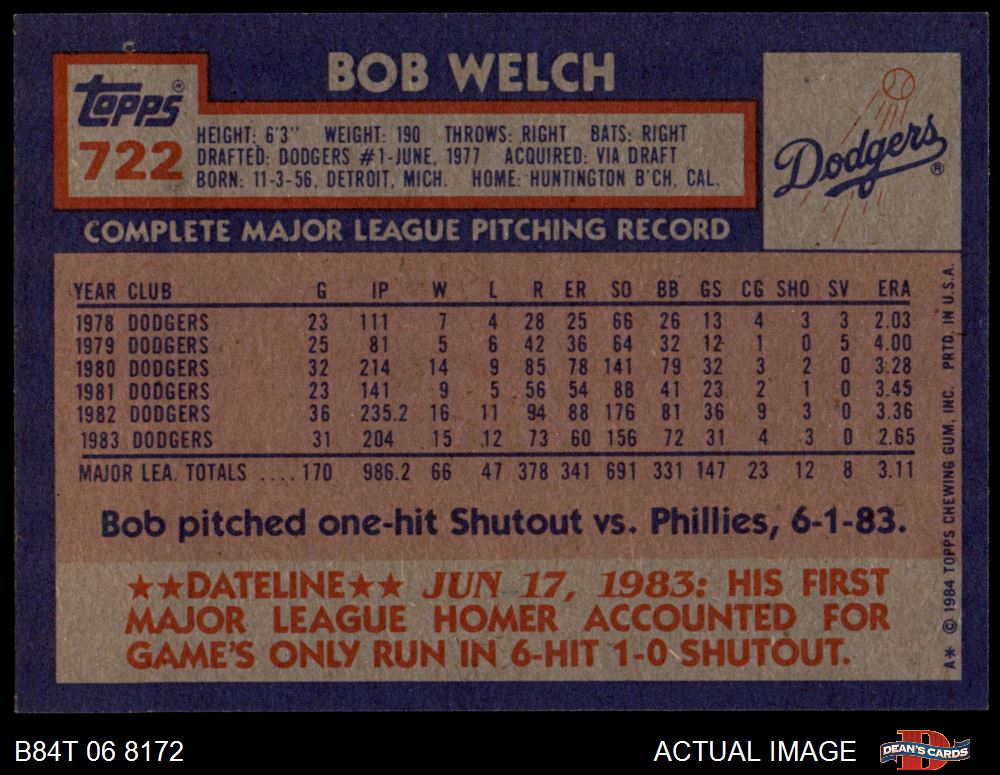 BOB WELCH
Topps®
722
HEIGHT: 6'3" WEIGHT: 190 THROWS: RIGHT BATS: RIGHT
DRAFTED: DODGERS #1-JUNE, 1977 ACQUIRED: VIA DRAFT
BORN: 11-3-56, DETROIT, MICH. HOME: HUNTINGTON B'CH, CAL.
Dodgers®
COMPLETE MAJOR LEAGUE PITCHING RECORD
YEAR CLUB G IP W L R ER SO BB GS CG SHO SV ERA
1978 DODGERS 23 111 7 4 28 25 66 26 13 4 3 3 2.03
1979 DODGERS 25 81 5 6 42 36 64 32 12 1 0 5 4.00
1980 DODGERS 32 214 14 9 85 78 141 79 32 3 2 0 3.28
1981 DODGERS 23 141 9 5 56 54 88 41 23 2 1 0 3.45
1982 DODGERS 36 235.2 16 11 94 88 176 81 36 9 3 0 3.36
1983 DODGERS 31 204 15 12 73 60 156 72 31 4 3 0 2.65
MAJOR LEA. TOTALS .... 170 986.2 66 47 378 341 691 331 147 23 12 8 3.11
Bob pitched one-hit Shutout vs. Phillies, 6-1-83.
★★DATELINE★★ JUN 17, 1983: HIS FIRST
MAJOR LEAGUE HOMER ACCOUNTED FOR
GAME'S ONLY RUN IN 6-HIT 1-0 SHUTOUT.
A* © 1984 TOPPS CHEWING GUM, INC. PRTD. IN U.S.A.
B84T 06 8172
ACTUAL IMAGE
D
DEAN'S CARDS